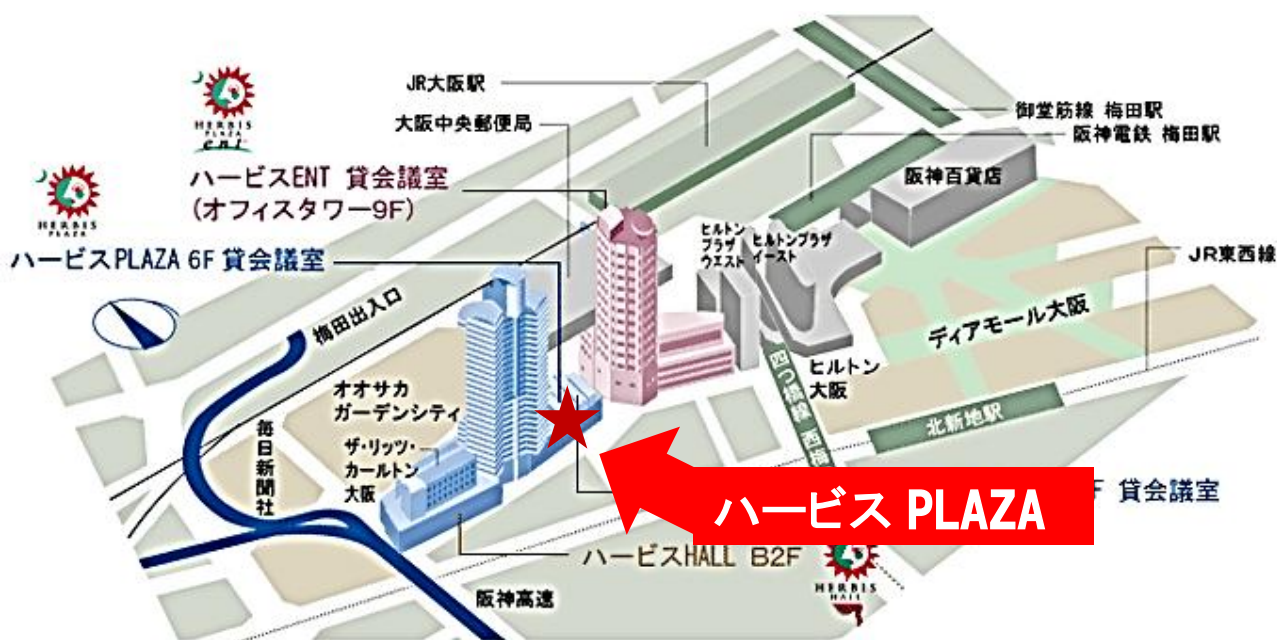 JR大阪駅
大阪中央郵便局
御堂筋線 梅田駅
阪神電鉄 梅田駅
HERBIS
PLAZA
ent
ハービスENT 貸会議室
(オフィスタワー9F)
阪神百貨店
HERBIS
PLAZA
ハービスPLAZA 6F 貸会議室
ヒルトン
プラザ
ウエスト
ヒルトンプラザ
イースト
JR東西線
梅田出入口
ディアモール大阪
ヒルトン
大阪
オオサカ
ガーデンシティ
四つ橋線 西梅
北新地駅
毎日新聞社
ザ・リッツ・
カールトン
大阪
ハービス PLAZA
貸会議室
ハービスHALL B2F
HERBIS
HALL
阪神高速